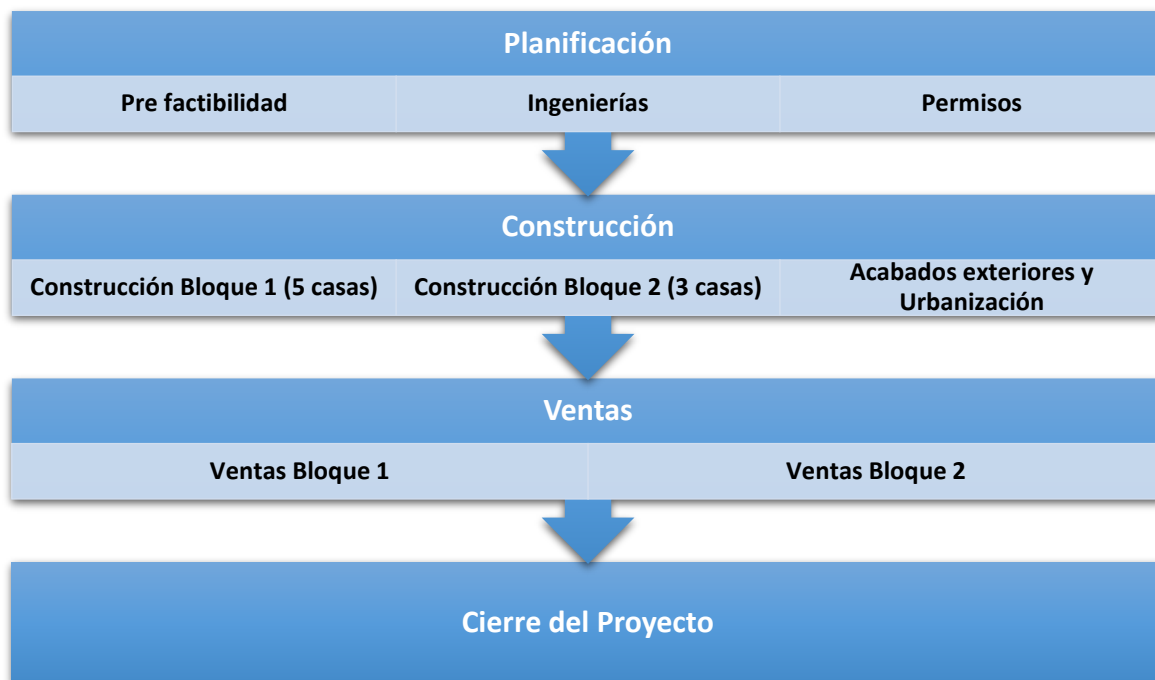 Planificación
Pre factibilidad
Ingenierías
Permisos
Construcción
Construcción Bloque 1 (5 casas)
Construcción Bloque 2 (3 casas)
Acabados exteriores y
Urbanización
Ventas
Ventas Bloque 1
Ventas Bloque 2
Cierre del Proyecto